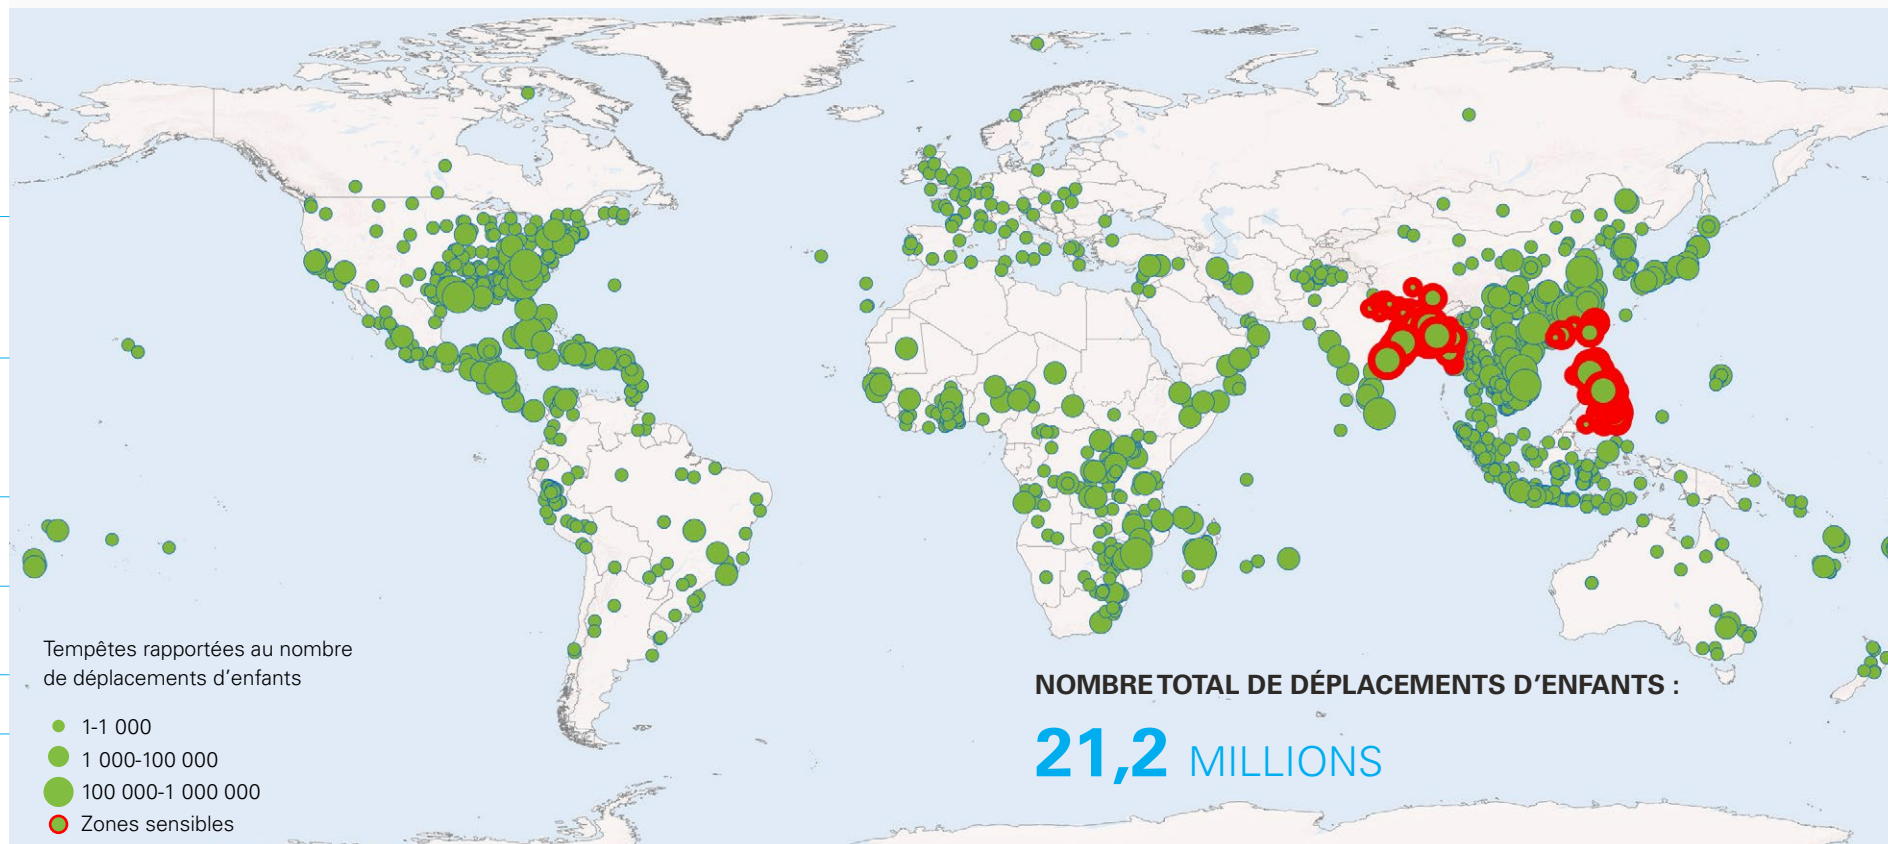 Tempêtes rapportées au nombre
de déplacements d'enfants
1-1 000
1 000-100 000
100 000-1 000 000
Zones sensibles
NOMBRE TOTAL DE DÉPLACEMENTS D'ENFANTS :
21,2 MILLIONS